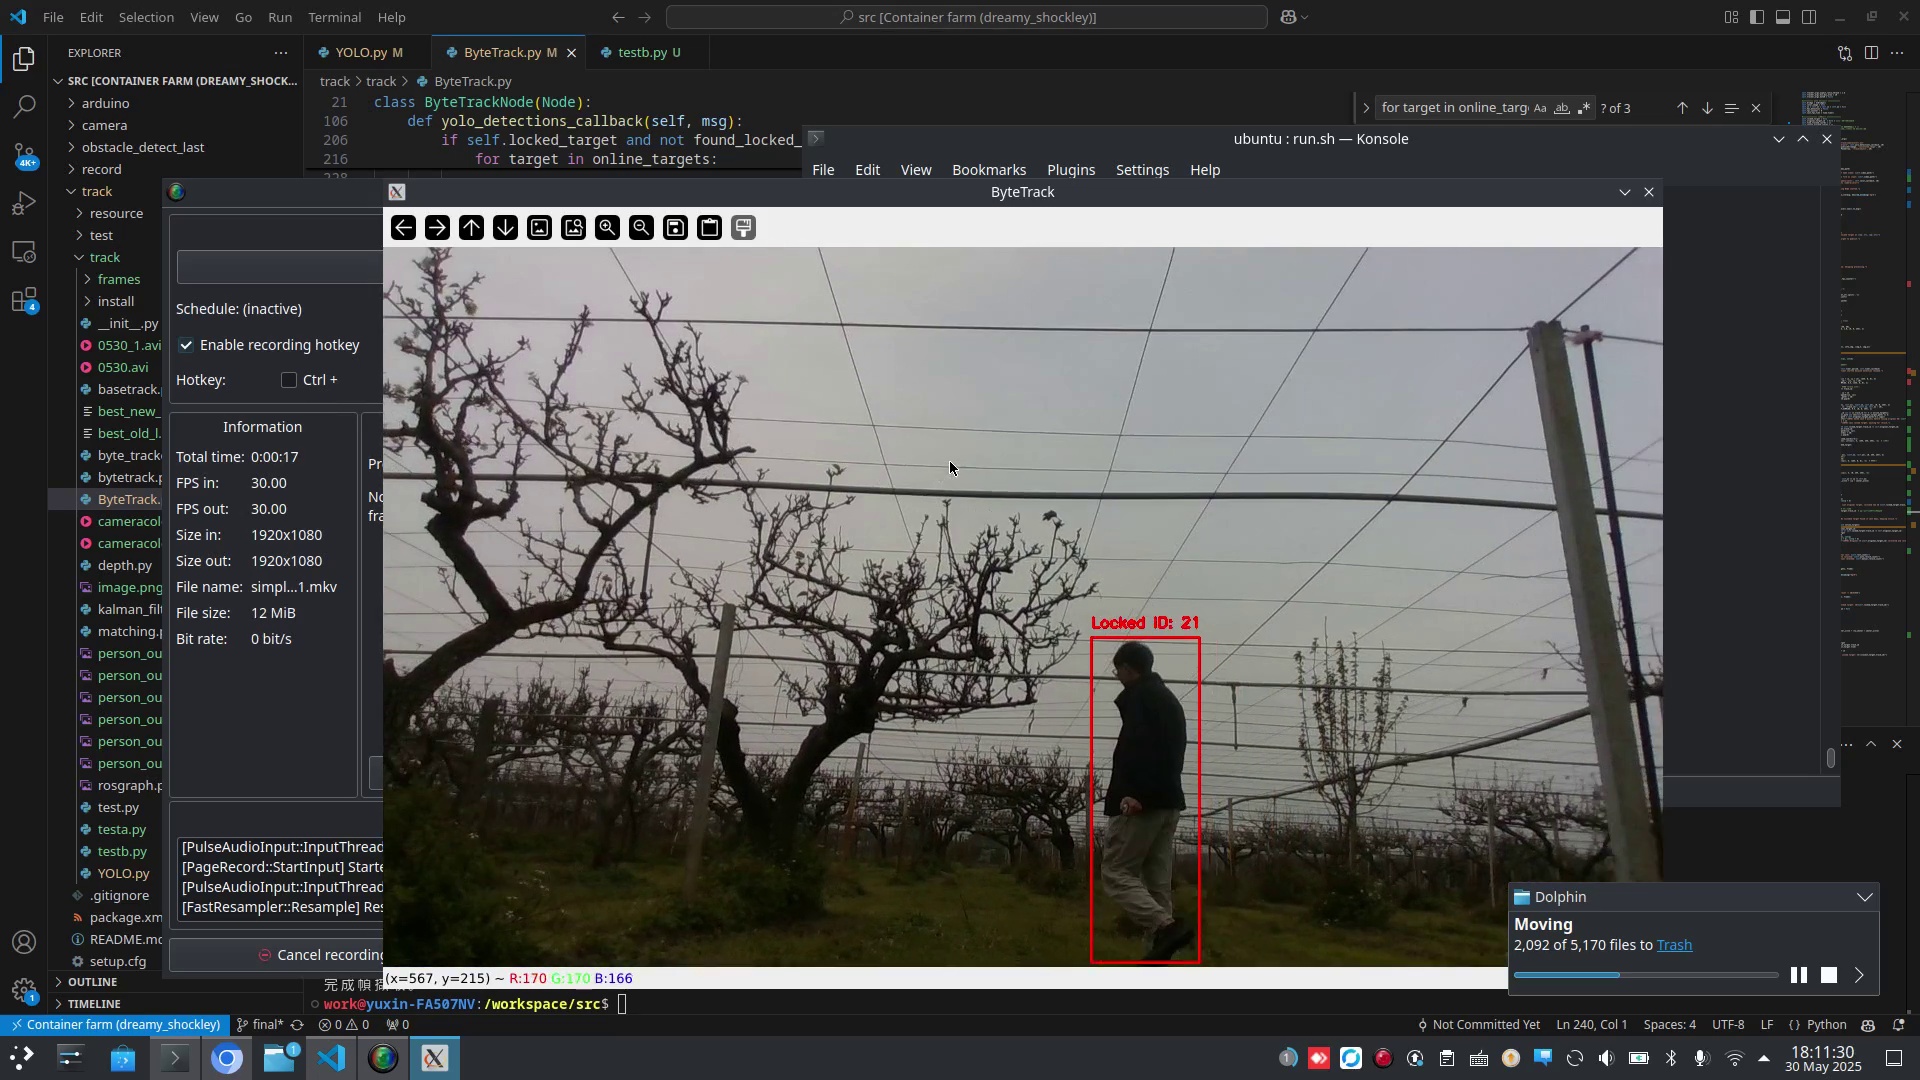 File Edit Selection View Go Run Terminal Help
src [Container farm (dreamy_shockley)]
EXPLORER
SRC [CONTAINER FARM (DREAMY_SHOCK...
arduino
camera
obstacle_detect_last
record
track
resource
test
track
frames
install
__init__.py
0530_1.avi
0530.avi
basetrack.
best_new_
best_old_l.
byte_track
bytetrack.p
ByteTrack.
cameracol
cameracol
depth.py
image.png
kalman_filt
matching.p
person_ou
person_ou
person_ou
person_ou
person_ou
person_ou
rosgraph.p
test.py
testa.py
testb.py
YOLO.py
.gitignore
package.xm
README.md
setup.cfg
OUTLINE
TIMELINE
4K+
4
1
YOLO.py M
ByteTrack.py M
testb.py U
track > track > ByteTrack.py
21 class ByteTrackNode(Node):
106 def yolo_detections_callback(self, msg):
206 if self.locked_target and not found_locked_
216 for target in online_targets:
for target in online_targ
Aa ab
? of 3
ubuntu : run.sh — Konsole
File Edit View Bookmarks Plugins Settings Help
Schedule: (inactive)
Enable recording hotkey
Hotkey: Ctrl +
Information
Total time: 0:00:17
FPS in: 30.00
FPS out: 30.00
Size in: 1920x1080
Size out: 1920x1080
File name: simpl...1.mkv
File size: 12 MiB
Bit rate: 0 bit/s
Pr
No
fra
[PulseAudioInput::InputThread
[PageRecord::StartInput] Starte
[PulseAudioInput::InputThread
[FastResampler::Resample] Res
Cancel recording
ByteTrack
Locked ID: 21
(x=567, y=215) ~ R:170 G:170 B:166
work@yuxin-FA507NV:/workspace/src$
Dolphin
Moving
2,092 of 5,170 files to Trash
Container farm (dreamy_shockley)
final*
0 0
0
Not Committed Yet
Ln 240, Col 1
Spaces: 4
UTF-8
LF
Python
1
1
18:11:30
30 May 2025